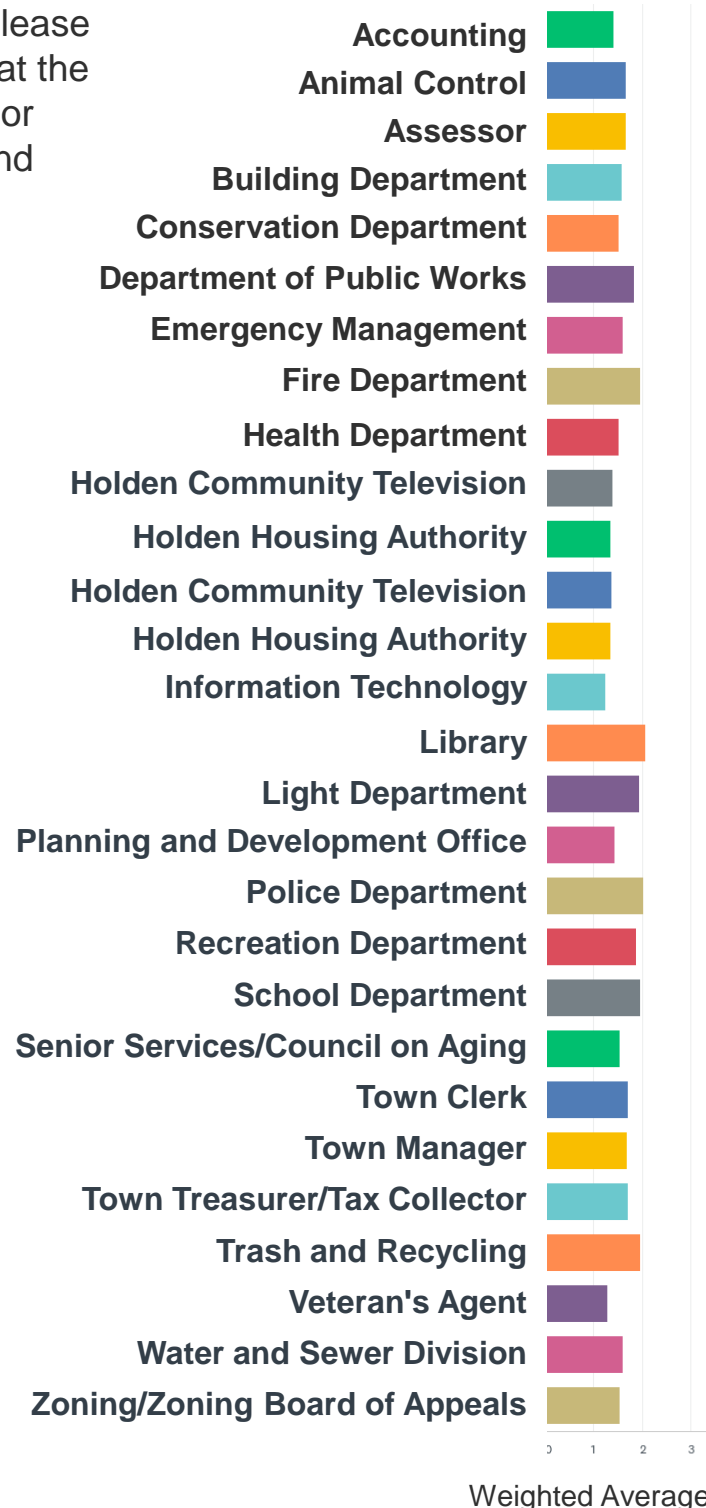 lease
at the
or
nd
Accounting
Animal Control
Assessor
Building Department
Conservation Department
Department of Public Works
Emergency Management
Fire Department
Health Department
Holden Community Television
Holden Housing Authority
Holden Community Television
Holden Housing Authority
Information Technology
Library
Light Department
Planning and Development Office
Police Department
Recreation Department
School Department
Senior Services/Council on Aging
Town Clerk
Town Manager
Town Treasurer/Tax Collector
Trash and Recycling
Veteran's Agent
Water and Sewer Division
Zoning/Zoning Board of Appeals
0 1 2 3
Weighted Average